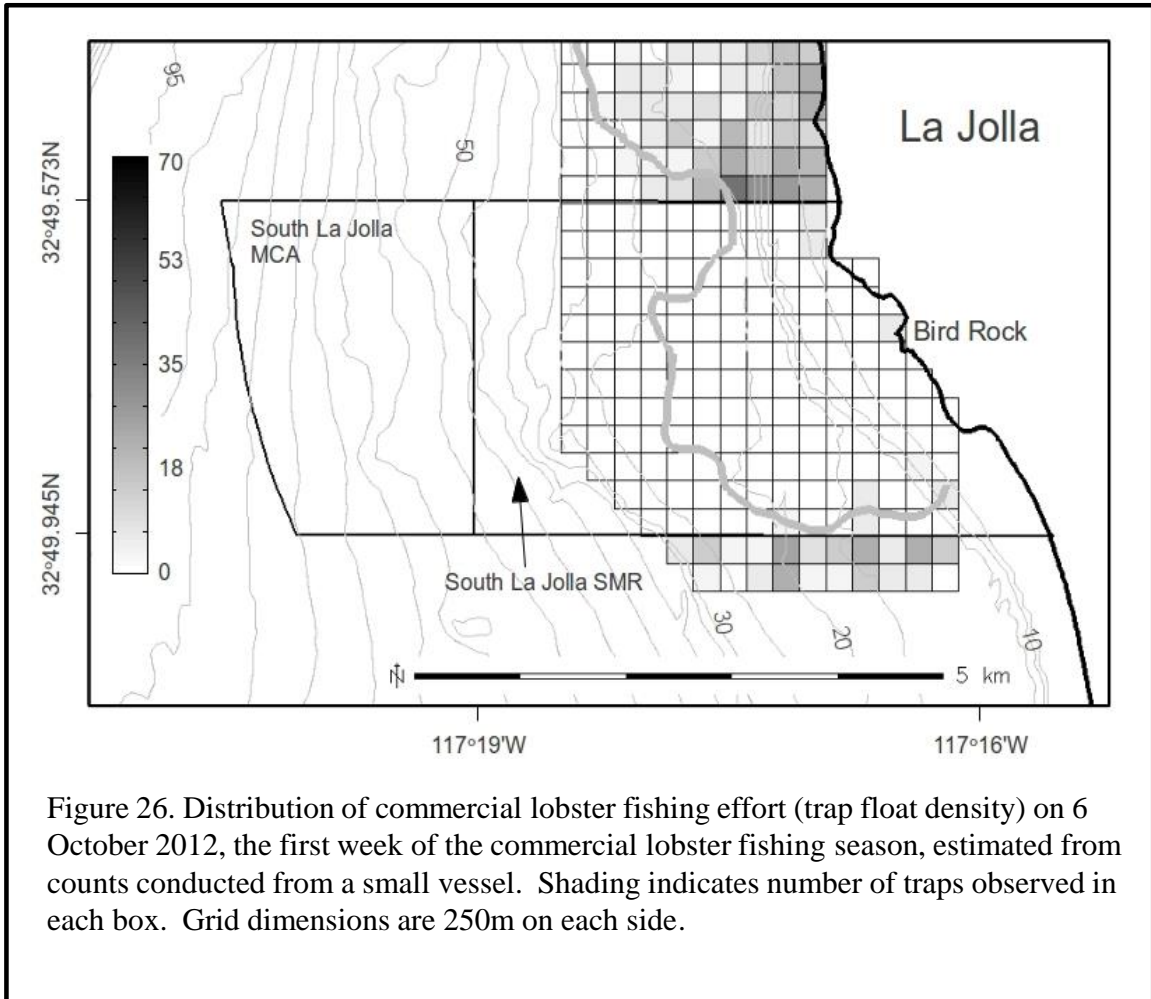 95
La Jolla
50
32°49.573N
70
53
35
18
0
South La Jolla
MCA
Bird Rock
32°49.945N
South La Jolla SMR
30
20
10
N
5 km
117°19'W
117°16'W
Figure 26. Distribution of commercial lobster fishing effort (trap float density) on 6
October 2012, the first week of the commercial lobster fishing season, estimated from
counts conducted from a small vessel.  Shading indicates number of traps observed in
each box.  Grid dimensions are 250m on each side.